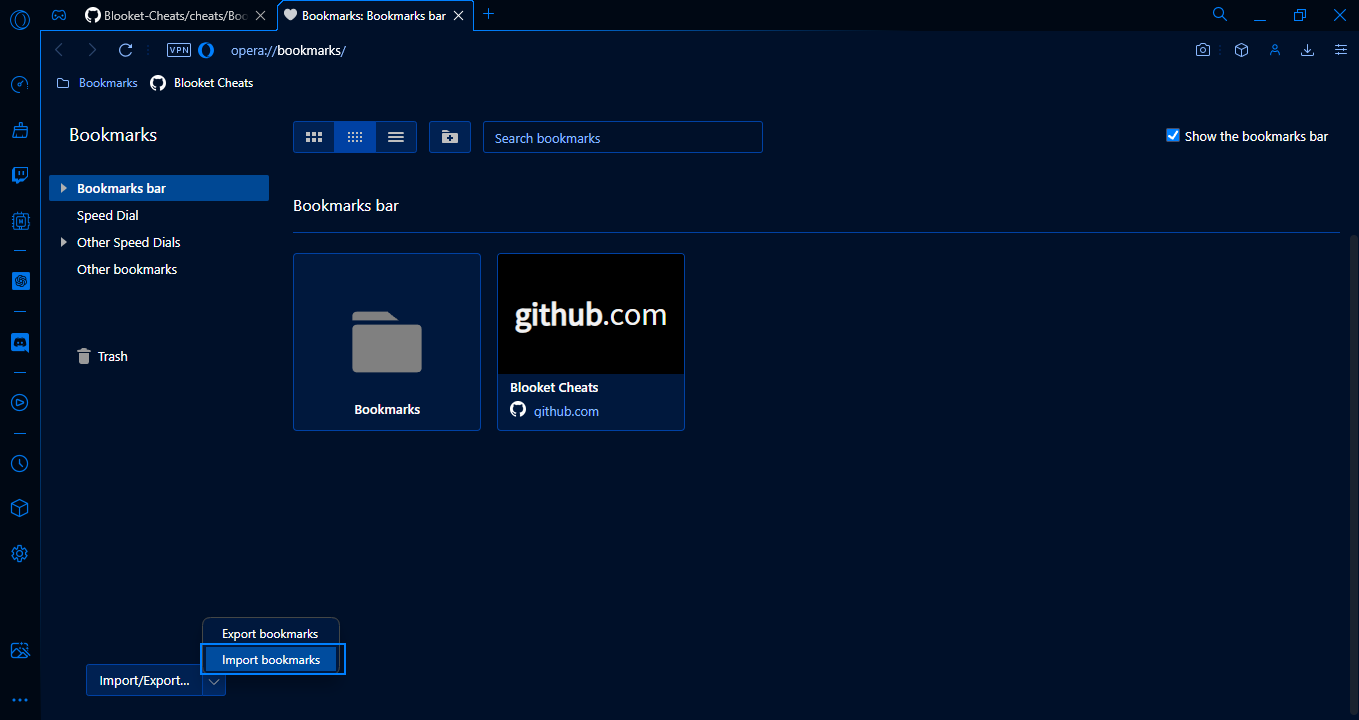 Blooket-Cheats/cheats/Boo
Bookmarks: Bookmarks bar
VPN
opera://bookmarks/
Bookmarks
Blooket Cheats
Bookmarks
Search bookmarks
Show the bookmarks bar
Bookmarks bar
Speed Dial
Other Speed Dials
Other bookmarks
Trash
Bookmarks bar
Bookmarks
github.com
Blooket Cheats
github.com
Export bookmarks
Import bookmarks
Import/Export...